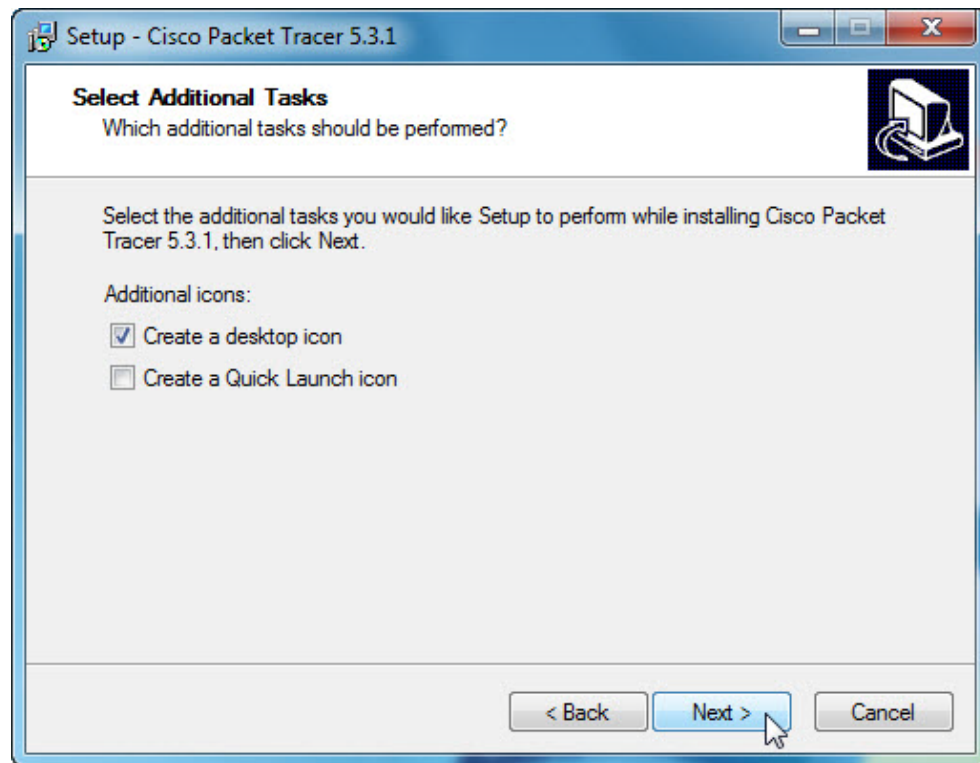 Setup - Cisco Packet Tracer 5.3.1
Select Additional Tasks
Which additional tasks should be performed?
Select the additional tasks you would like Setup to perform while installing Cisco Packet
Tracer 5.3.1, then click Next.
Additional icons:
Create a desktop icon
Create a Quick Launch icon
< Back
Next >
Cancel